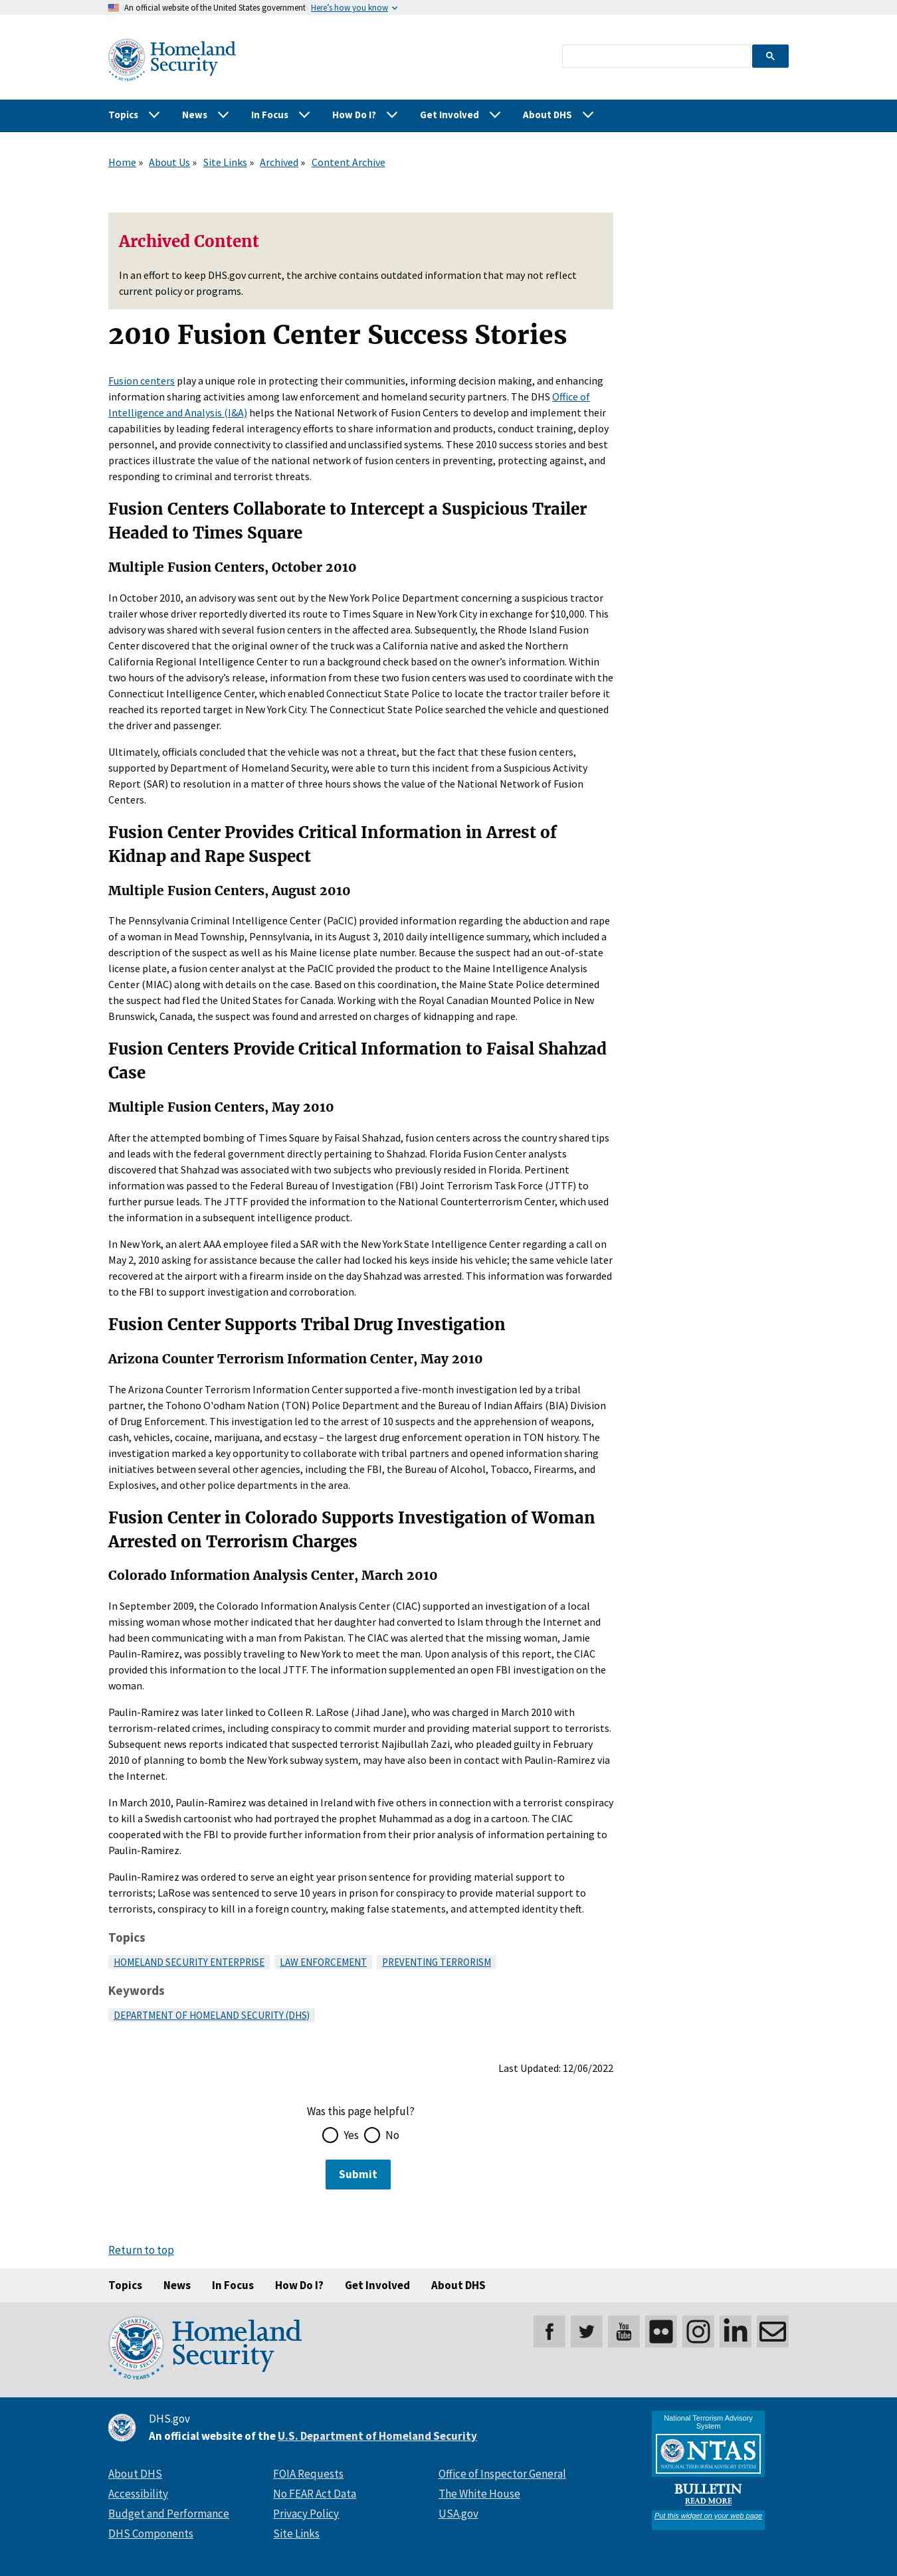 An official website of the United States government Here's how you know
Homeland
Security
Topics News In Focus How Do I? Get Involved About DHS
Home » About Us » Site Links » Archived » Content Archive
Archived Content
In an effort to keep DHS.gov current, the archive contains outdated information that may not reflect
current policy or programs.
2010 Fusion Center Success Stories
Fusion centers play a unique role in protecting their communities, informing decision making, and enhancing
information sharing activities among law enforcement and homeland security partners. The DHS Office of
Intelligence and Analysis (I&A) helps the National Network of Fusion Centers to develop and implement their
capabilities by leading federal interagency efforts to share information and products, conduct training, deploy
personnel, and provide connectivity to classified and unclassified systems. These 2010 success stories and best
practices illustrate the value of the national network of fusion centers in preventing, protecting against, and
responding to criminal and terrorist threats.
Fusion Centers Collaborate to Intercept a Suspicious Trailer
Headed to Times Square
Multiple Fusion Centers, October 2010
In October 2010, an advisory was sent out by the New York Police Department concerning a suspicious tractor
trailer whose driver reportedly diverted its route to Times Square in New York City in exchange for $10,000. This
advisory was shared with several fusion centers in the affected area. Subsequently, the Rhode Island Fusion
Center discovered that the original owner of the truck was a California native and asked the Northern
California Regional Intelligence Center to run a background check based on the owner's information. Within
two hours of the advisory's release, information from these two fusion centers was used to coordinate with the
Connecticut Intelligence Center, which enabled Connecticut State Police to locate the tractor trailer before it
reached its reported target in New York City. The Connecticut State Police searched the vehicle and questioned
the driver and passenger.
Ultimately, officials concluded that the vehicle was not a threat, but the fact that these fusion centers,
supported by Department of Homeland Security, were able to turn this incident from a Suspicious Activity
Report (SAR) to resolution in a matter of three hours shows the value of the National Network of Fusion
Centers.
Fusion Center Provides Critical Information in Arrest of
Kidnap and Rape Suspect
Multiple Fusion Centers, August 2010
The Pennsylvania Criminal Intelligence Center (PaCIC) provided information regarding the abduction and rape
of a woman in Mead Township, Pennsylvania, in its August 3, 2010 daily intelligence summary, which included a
description of the suspect as well as his Maine license plate number. Because the suspect had an out-of-state
license plate, a fusion center analyst at the PaCIC provided the product to the Maine Intelligence Analysis
Center (MIAC) along with details on the case. Based on this coordination, the Maine State Police determined
the suspect had fled the United States for Canada. Working with the Royal Canadian Mounted Police in New
Brunswick, Canada, the suspect was found and arrested on charges of kidnapping and rape.
Fusion Centers Provide Critical Information to Faisal Shahzad
Case
Multiple Fusion Centers, May 2010
After the attempted bombing of Times Square by Faisal Shahzad, fusion centers across the country shared tips
and leads with the federal government directly pertaining to Shahzad. Florida Fusion Center analysts
discovered that Shahzad was associated with two subjects who previously resided in Florida. Pertinent
information was passed to the Federal Bureau of Investigation (FBI) Joint Terrorism Task Force (JTTF) to
further pursue leads. The JTTF provided the information to the National Counterterrorism Center, which used
the information in a subsequent intelligence product.
In New York, an alert AAA employee filed a SAR with the New York State Intelligence Center regarding a call on
May 2, 2010 asking for assistance because the caller had locked his keys inside his vehicle; the same vehicle later
recovered at the airport with a firearm inside on the day Shahzad was arrested. This information was forwarded
to the FBI to support investigation and corroboration.
Fusion Center Supports Tribal Drug Investigation
Arizona Counter Terrorism Information Center, May 2010
The Arizona Counter Terrorism Information Center supported a five-month investigation led by a tribal
partner, the Tohono O'odham Nation (TON) Police Department and the Bureau of Indian Affairs (BIA) Division
of Drug Enforcement. This investigation led to the arrest of 10 suspects and the apprehension of weapons,
cash, vehicles, cocaine, marijuana, and ecstasy – the largest drug enforcement operation in TON history. The
investigation marked a key opportunity to collaborate with tribal partners and opened information sharing
initiatives between several other agencies, including the FBI, the Bureau of Alcohol, Tobacco, Firearms, and
Explosives, and other police departments in the area.
Fusion Center in Colorado Supports Investigation of Woman
Arrested on Terrorism Charges
Colorado Information Analysis Center, March 2010
In September 2009, the Colorado Information Analysis Center (CIAC) supported an investigation of a local
missing woman whose mother indicated that her daughter had converted to Islam through the Internet and
had been communicating with a man from Pakistan. The CIAC was alerted that the missing woman, Jamie
Paulin-Ramirez, was possibly traveling to New York to meet the man. Upon analysis of this report, the CIAC
provided this information to the local JTTF. The information supplemented an open FBI investigation on the
woman.
Paulin-Ramirez was later linked to Colleen R. LaRose (Jihad Jane), who was charged in March 2010 with
terrorism-related crimes, including conspiracy to commit murder and providing material support to terrorists.
Subsequent news reports indicated that suspected terrorist Najibullah Zazi, who pleaded guilty in February
2010 of planning to bomb the New York subway system, may have also been in contact with Paulin-Ramirez via
the Internet.
In March 2010, Paulin-Ramirez was detained in Ireland with five others in connection with a terrorist conspiracy
to kill a Swedish cartoonist who had portrayed the prophet Muhammad as a dog in a cartoon. The CIAC
cooperated with the FBI to provide further information from their prior analysis of information pertaining to
Paulin-Ramirez.
Paulin-Ramirez was ordered to serve an eight year prison sentence for providing material support to
terrorists; LaRose was sentenced to serve 10 years in prison for conspiracy to provide material support to
terrorists, conspiracy to kill in a foreign country, making false statements, and attempted identity theft.
Topics
HOMELAND SECURITY ENTERPRISE LAW ENFORCEMENT PREVENTING TERRORISM
Keywords
DEPARTMENT OF HOMELAND SECURITY (DHS)
Last Updated: 12/06/2022
Was this page helpful?
Yes No
Submit
Return to top
Topics News In Focus How Do I? Get Involved About DHS
Homeland
Security
20 YEARS
You
Tube
in
DHS.gov
An official website of the U.S. Department of Homeland Security
About DHS
Accessibility
Budget and Performance
DHS Components
FOIA Requests
No FEAR Act Data
Privacy Policy
Site Links
Office of Inspector General
The White House
USA.gov
National Terrorism Advisory
System
NTAS
NATIONAL TERRORISM ADVISORY SYSTEM
BULLETIN
READ MORE
Put this widget on your web page